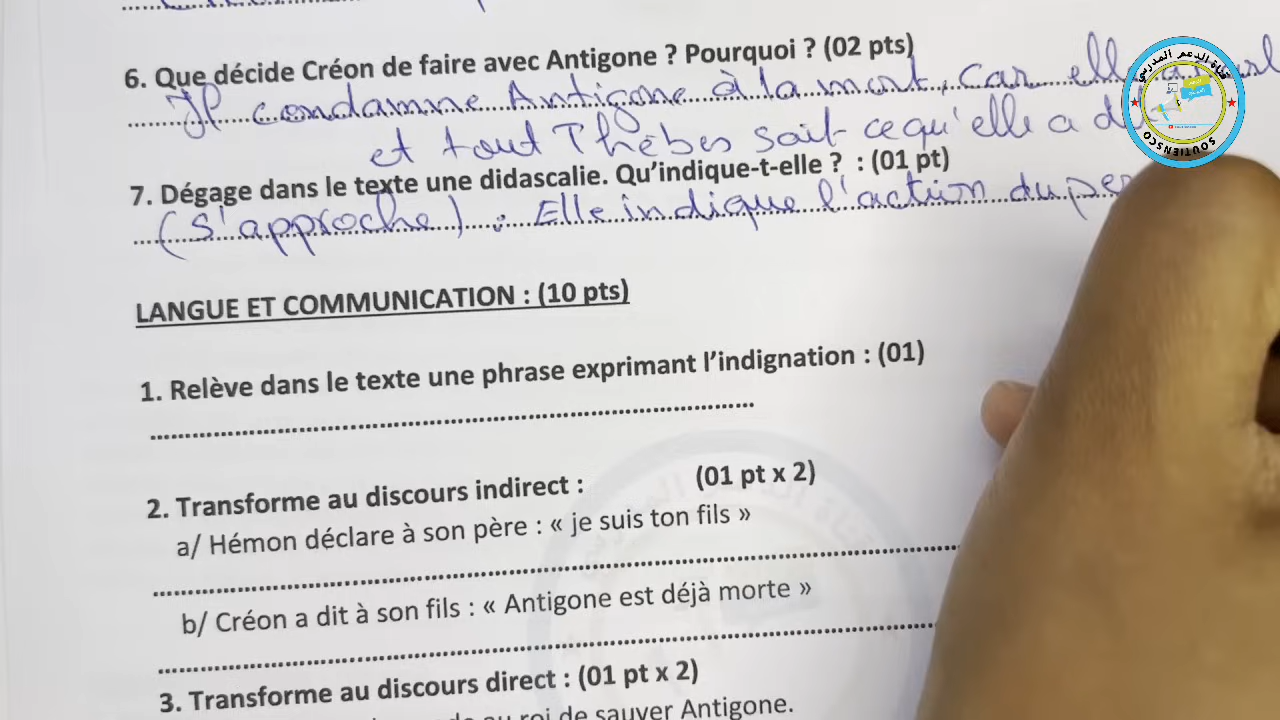 6. Que décide Créon de faire avec Antigone ? Pourquoi ? (02 pts)
Il condamne Antigone à la mort, car elle
et tout Thèbes sait ce qu'elle a
7. Dégage dans le texte une didascalie. Qu’indique-t-elle ? : (01 pt)
(s'approche) : Elle indique l'action du
LANGUE ET COMMUNICATION : (10 pts)
1. Relève dans le texte une phrase exprimant l’indignation : (01)
2. Transforme au discours indirect : (01 pt x 2)
a/ Hémon déclare à son père : « je suis ton fils »
b/ Créon a dit à son fils : « Antigone est déjà morte »
3. Transforme au discours direct : (01 pt x 2)
au roi de sauver Antigone.
قناة الدعم المدرسي
SOUTIENSCO